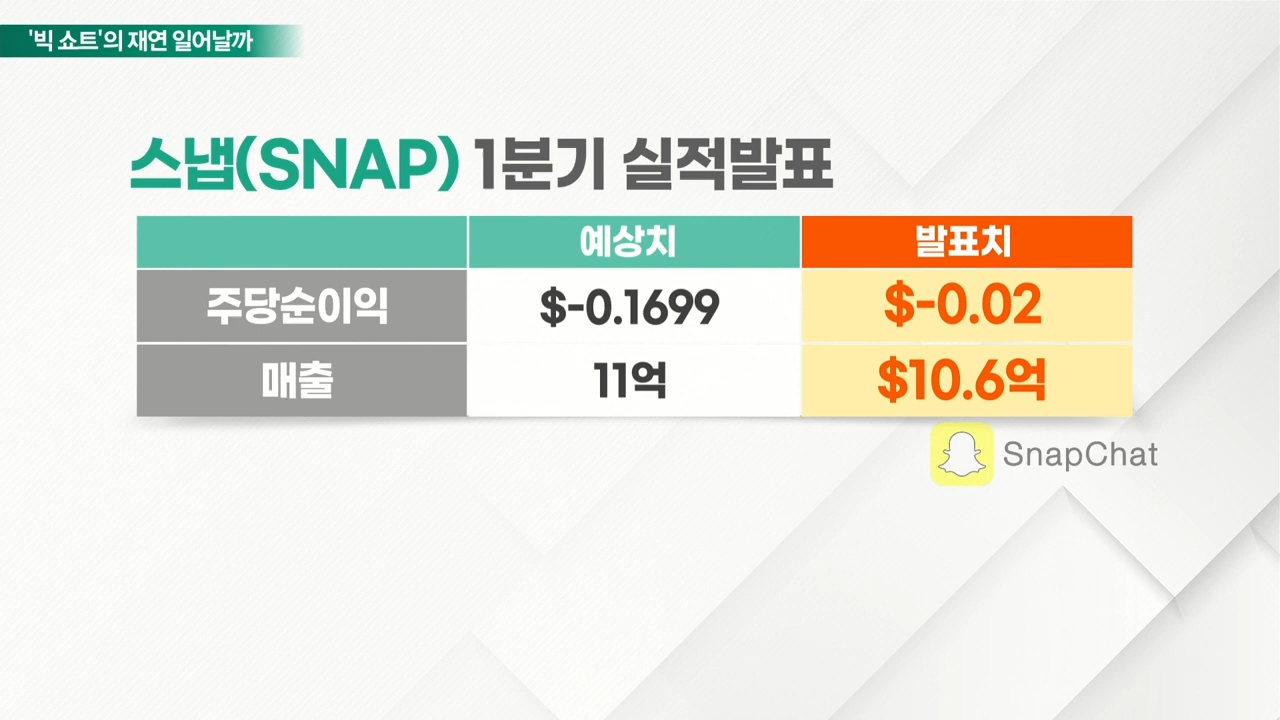 '빅 쇼트'의 재연 일어날까
스냅(SNAP) 1분기 실적발표
예상치 발표치
주당순이익 $-0.1699 $-0.02
매출 11억 $10.6억
SnapChat